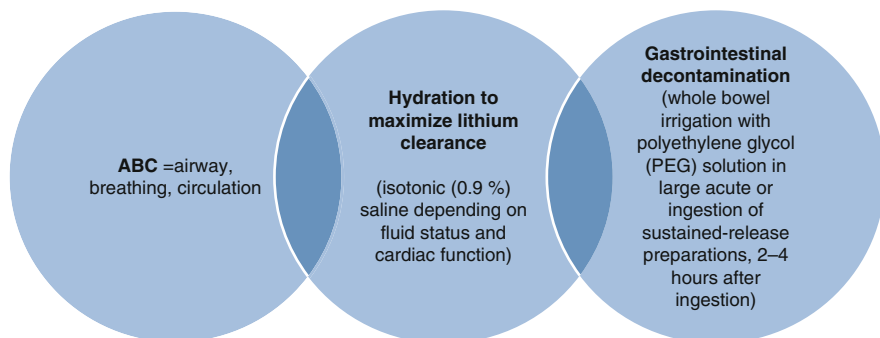 ABC =airway,
breathing, circulation
Hydration to
maximize lithium
clearance
(isotonic (0.9 %)
saline depending on
fluid status and
cardiac function)
Gastrointestinal
decontamination
(whole bowel
irrigation with
polyethylene glycol
(PEG) solution in
large acute or
ingestion of
sustained-release
preparations, 2–4
hours after
ingestion)